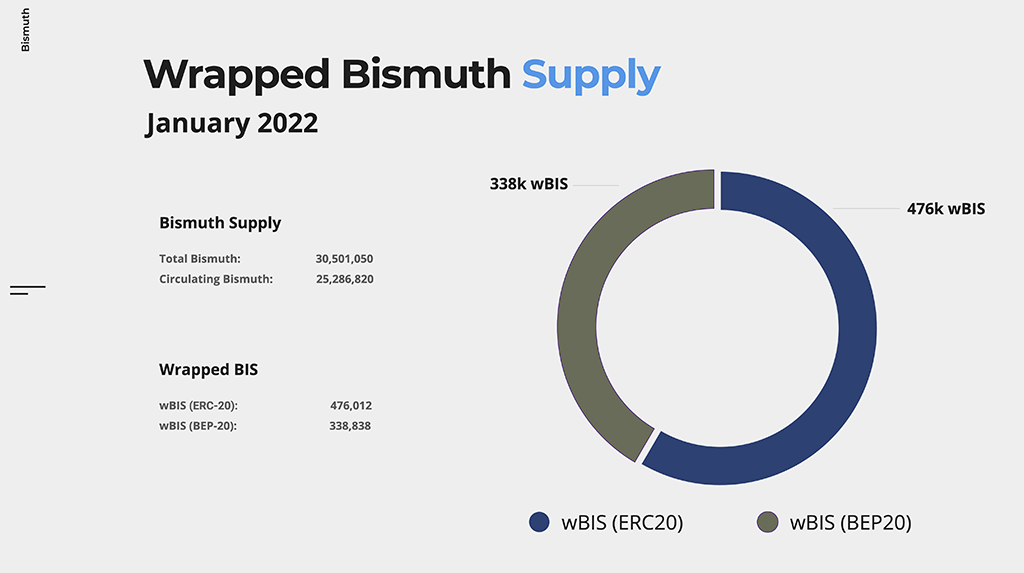 Bismuth
Wrapped Bismuth Supply
January 2022
Bismuth Supply
Total Bismuth: 30,501,050
Circulating Bismuth: 25,286,820
Wrapped BIS
wBIS (ERC-20): 476,012
wBIS (BEP-20): 338,838
338k wBIS
476k wBIS
wBIS (ERC20)
wBIS (BEP20)